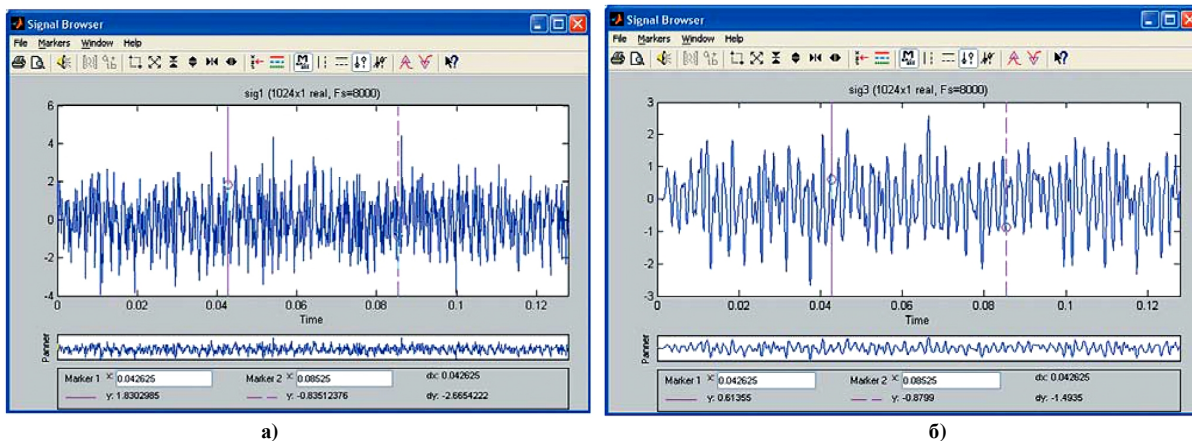 Signal Browser
File Markers Window Help
sig1 (1024x1 real, Fs=8000)
6
4
2
0
-2
-4
0 0.02 0.04 0.06 0.08 0.1 0.12
Time
Panner
Marker 1 X: 0.042625 Marker 2 X: 0.08525 dx: 0.042625
y: 1.8302985 y: -0.83512376 dy: -2.6654222
а)
Signal Browser
File Markers Window Help
sig3 (1024x1 real, Fs=8000)
3
2
1
0
-1
-2
-3
0 0.02 0.04 0.06 0.08 0.1 0.12
Time
Panner
Marker 1 X: 0.042625 Marker 2 X: 0.08525 dx: 0.042625
y: 0.61355 y: -0.8799 dy: -1.4935
б)